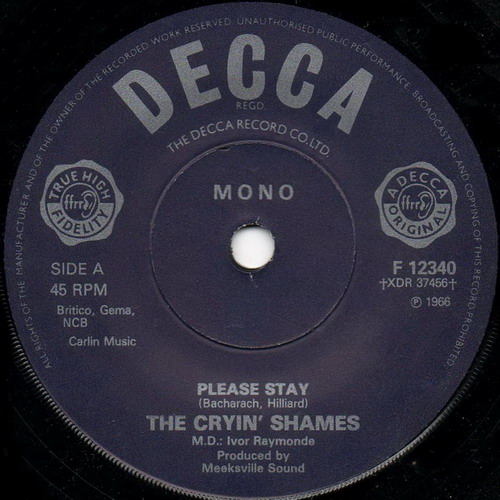 ALL RIGHTS OF THE MANUFACTURER AND OF THE OWNER OF THE RECORDED WORK RESERVED. UNAUTHORISED PUBLIC PERFORMANCE, BROADCASTING AND COPYING OF THIS RECORD PROHIBITED.
DECCA
REGD.
THE DECCA RECORD CO. LTD.
TRUE HIGH
ffrr
FIDELITY
MONO
A DECCA
ffrr
ORIGINAL
SIDE A
45 RPM
Britico, Gema,
NCB
Carlin Music
F 12340
†XDR 37456†
Ⓟ 1966
PLEASE STAY
(Bacharach, Hilliard)
THE CRYIN' SHAMES
M.D.: Ivor Raymonde
Produced by
Meeksville Sound